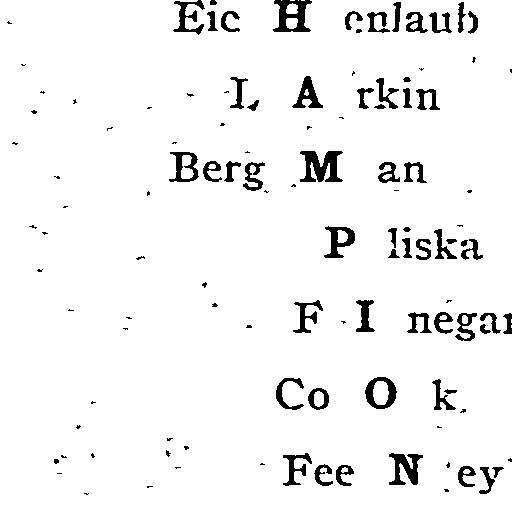 Eic H enlaub
L A rkin
Berg M an
P liska
F I negan
Co O k.
Fee N ey